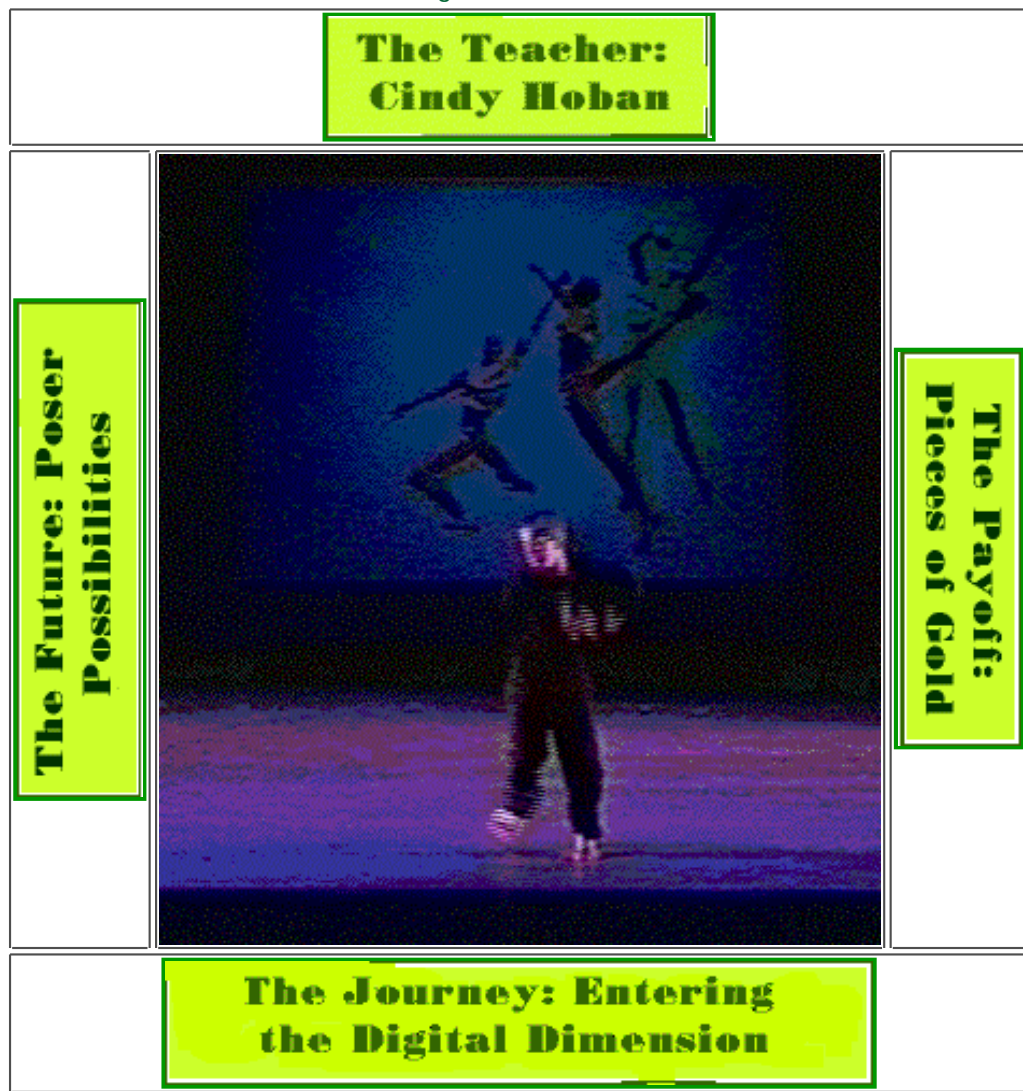 The Teacher:
Cindy Hoban
The Future: Poser
Possibilities
The Payoff:
Pieces of Gold
The Journey: Entering
the Digital Dimension